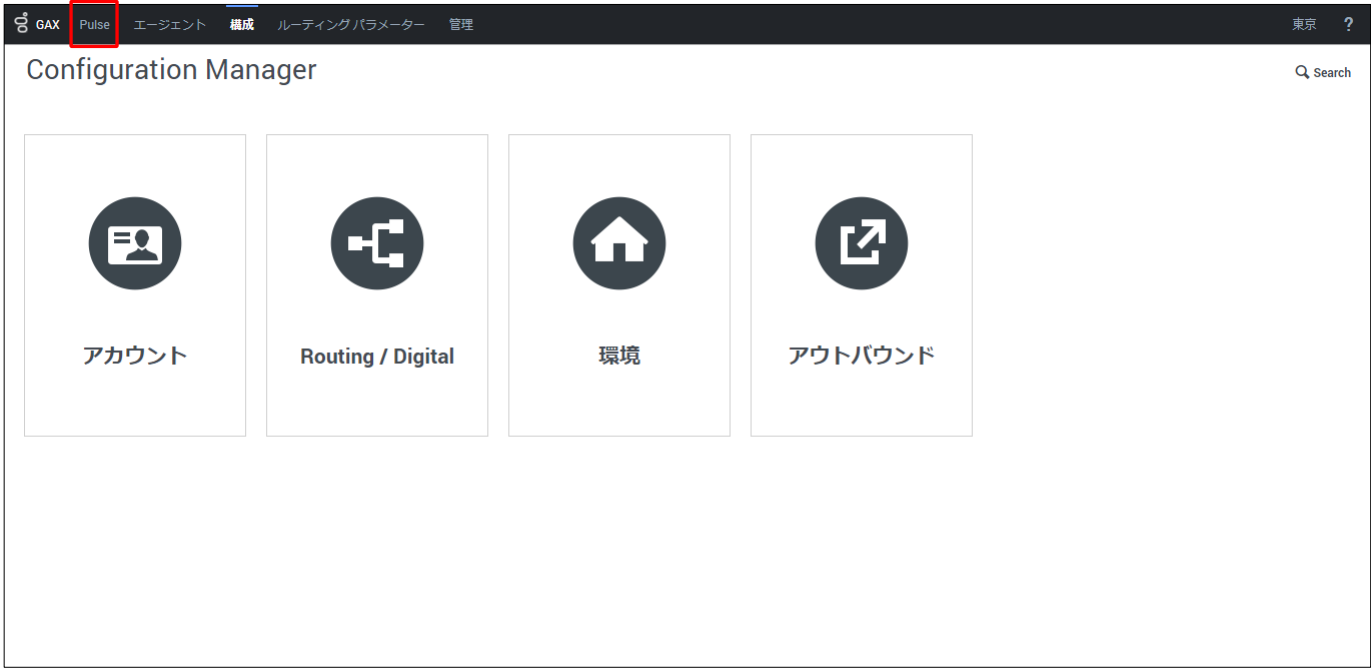 GAX Pulse エージェント 構成 ルーティング パラメーター 管理 東京 ?
Configuration Manager
Search
アカウント
Routing / Digital
環境
アウトバウンド